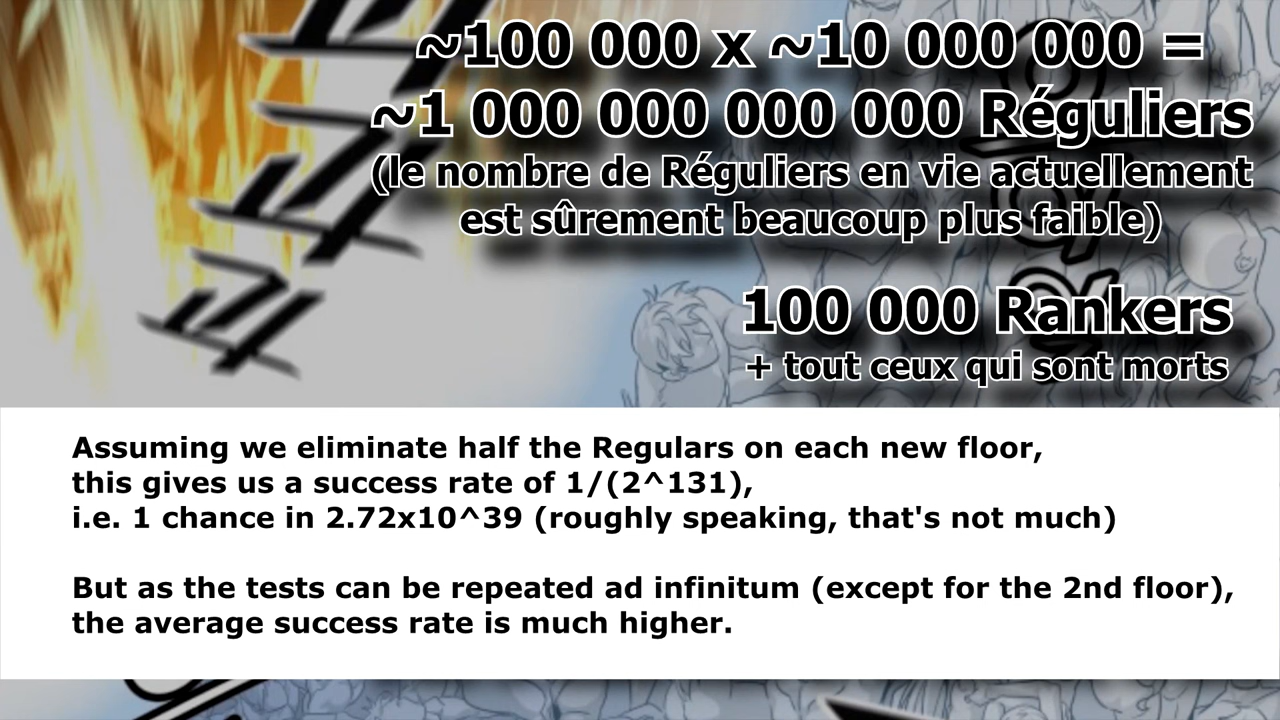 ~100 000 x ~10 000 000 =
~1 000 000 000 000 000 Réguliers
(le nombre de Réguliers en vie actuellement
est sûrement beaucoup plus faible)
100 000 Rankers
+ tout ceux qui sont morts
Assuming we eliminate half the Regulars on each new floor,
this gives us a success rate of 1/(2^131),
i.e. 1 chance in 2.72x10^39 (roughly speaking, that's not much)
But as the tests can be repeated ad infinitum (except for the 2nd floor),
the average success rate is much higher.